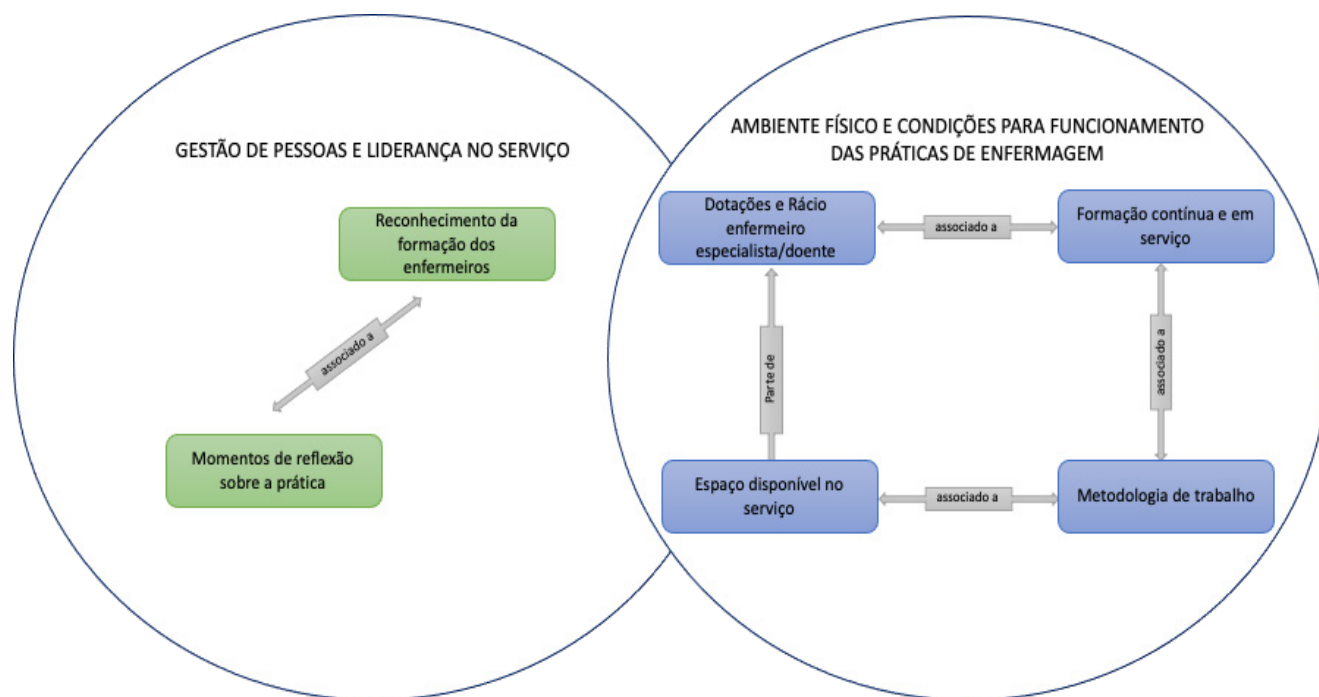 GESTÃO DE PESSOAS E LIDERANÇA NO SERVIÇO
Reconhecimento da
formação dos
enfermeiros
associado a
Momentos de reflexão
sobre a prática
AMBIENTE FÍSICO E CONDIÇÕES PARA FUNCIONAMENTO
DAS PRÁTICAS DE ENFERMAGEM
Dotações e Rácio
enfermeiro
especialista/doente
associado a
Formação contínua e em
serviço
Parte de
associado a
Espaço disponível no
serviço
associado a
Metodologia de trabalho